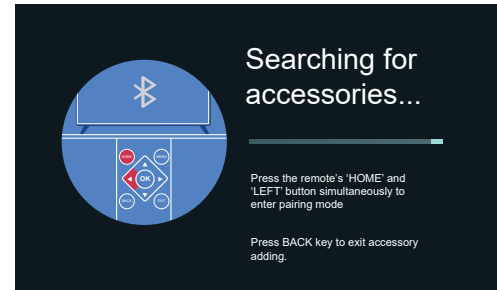 Searching for
accessories...
HOME
MENU
OK
BACK
EXIT
Press the remote's 'HOME' and
'LEFT' button simultaneously to
enter pairing mode
Press BACK key to exit accessory
adding.